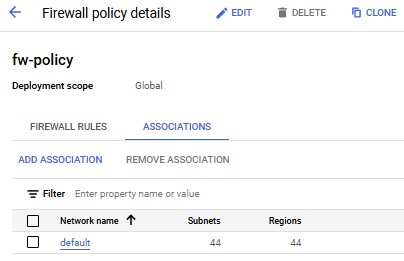 Firewall policy details EDIT DELETE CLONE
fw-policy
Deployment scope Global
FIREWALL RULES ASSOCIATIONS
ADD ASSOCIATION REMOVE ASSOCIATION
Filter Enter property name or value
Network name Subnets Regions
default 44 44